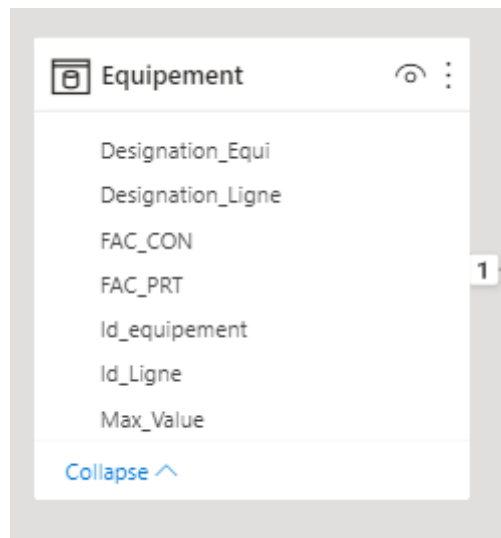 Equipement
Designation_Equi
Designation_Ligne
FAC_CON
FAC_PRT
1
Id_equipement
Id_Ligne
Max_Value
Collapse